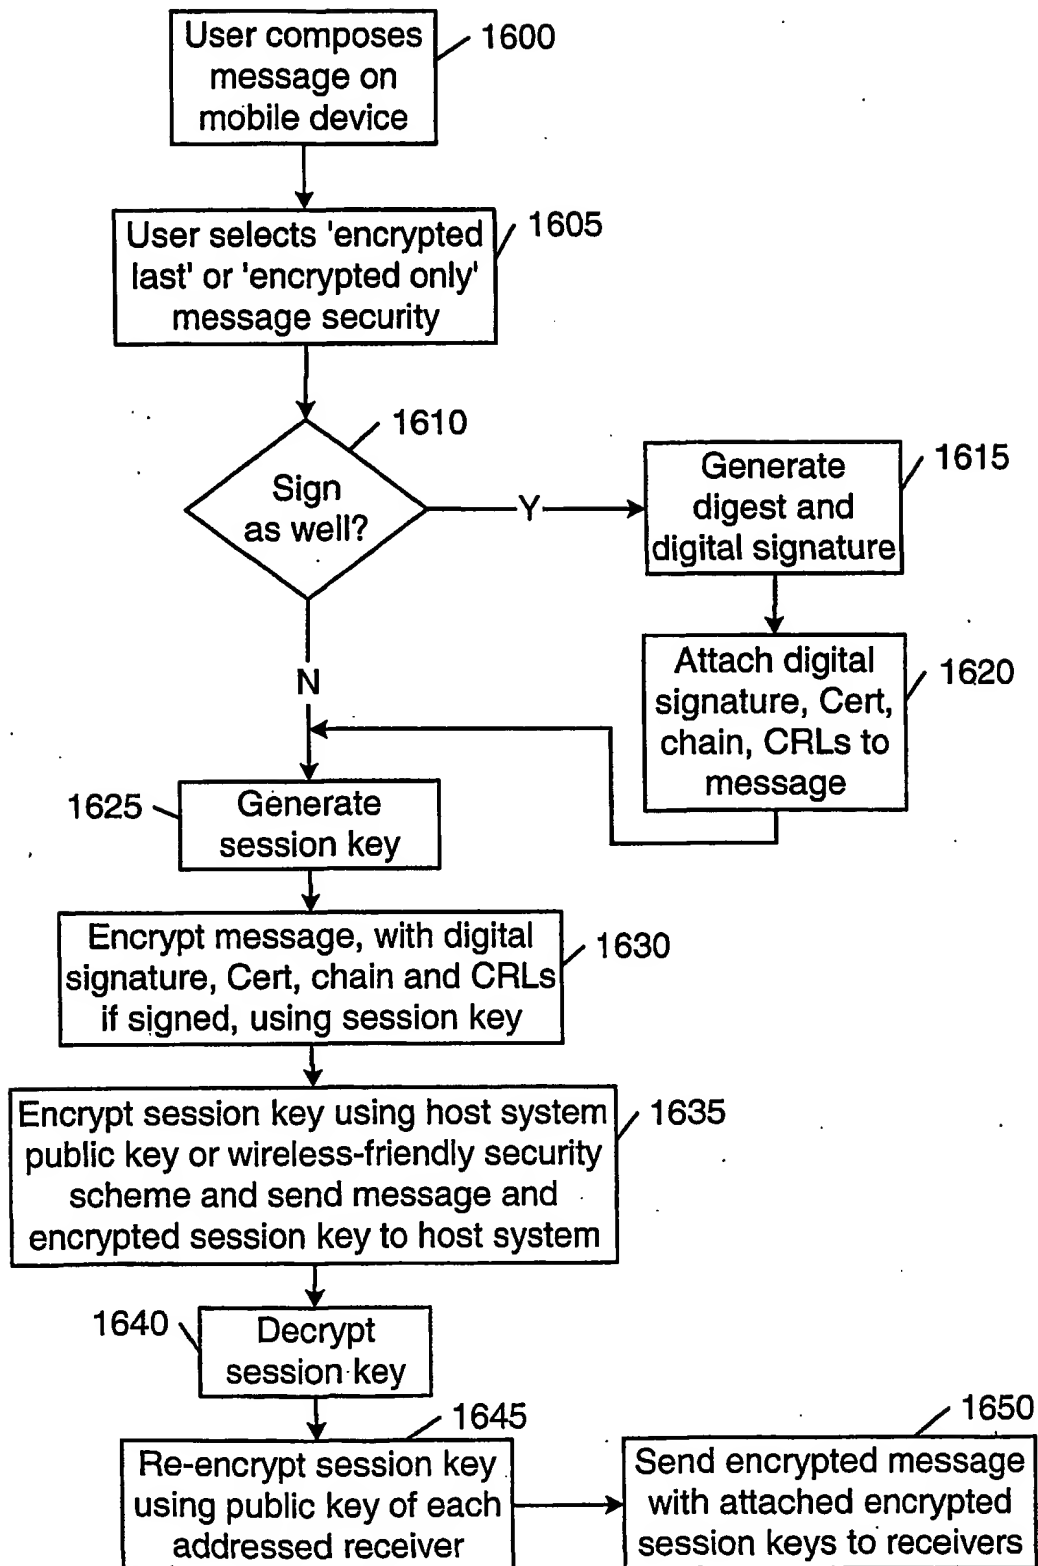 User composes
message on
mobile device
1600
User selects 'encrypted
last' or 'encrypted only'
message security
1605
Sign
as well?
1610
Y
Generate
digest and
digital signature
1615
Attach digital
signature, Cert,
chain, CRLs to
message
1620
N
1625
Generate
session key
Encrypt message, with digital
signature, Cert, chain and CRLs
if signed, using session key
1630
Encrypt session key using host system
public key or wireless-friendly security
scheme and send message and
encrypted session key to host system
1635
1640
Decrypt
session key
1645
Re-encrypt session key
using public key of each
addressed receiver
1650
Send encrypted message
with attached encrypted
session keys to receivers